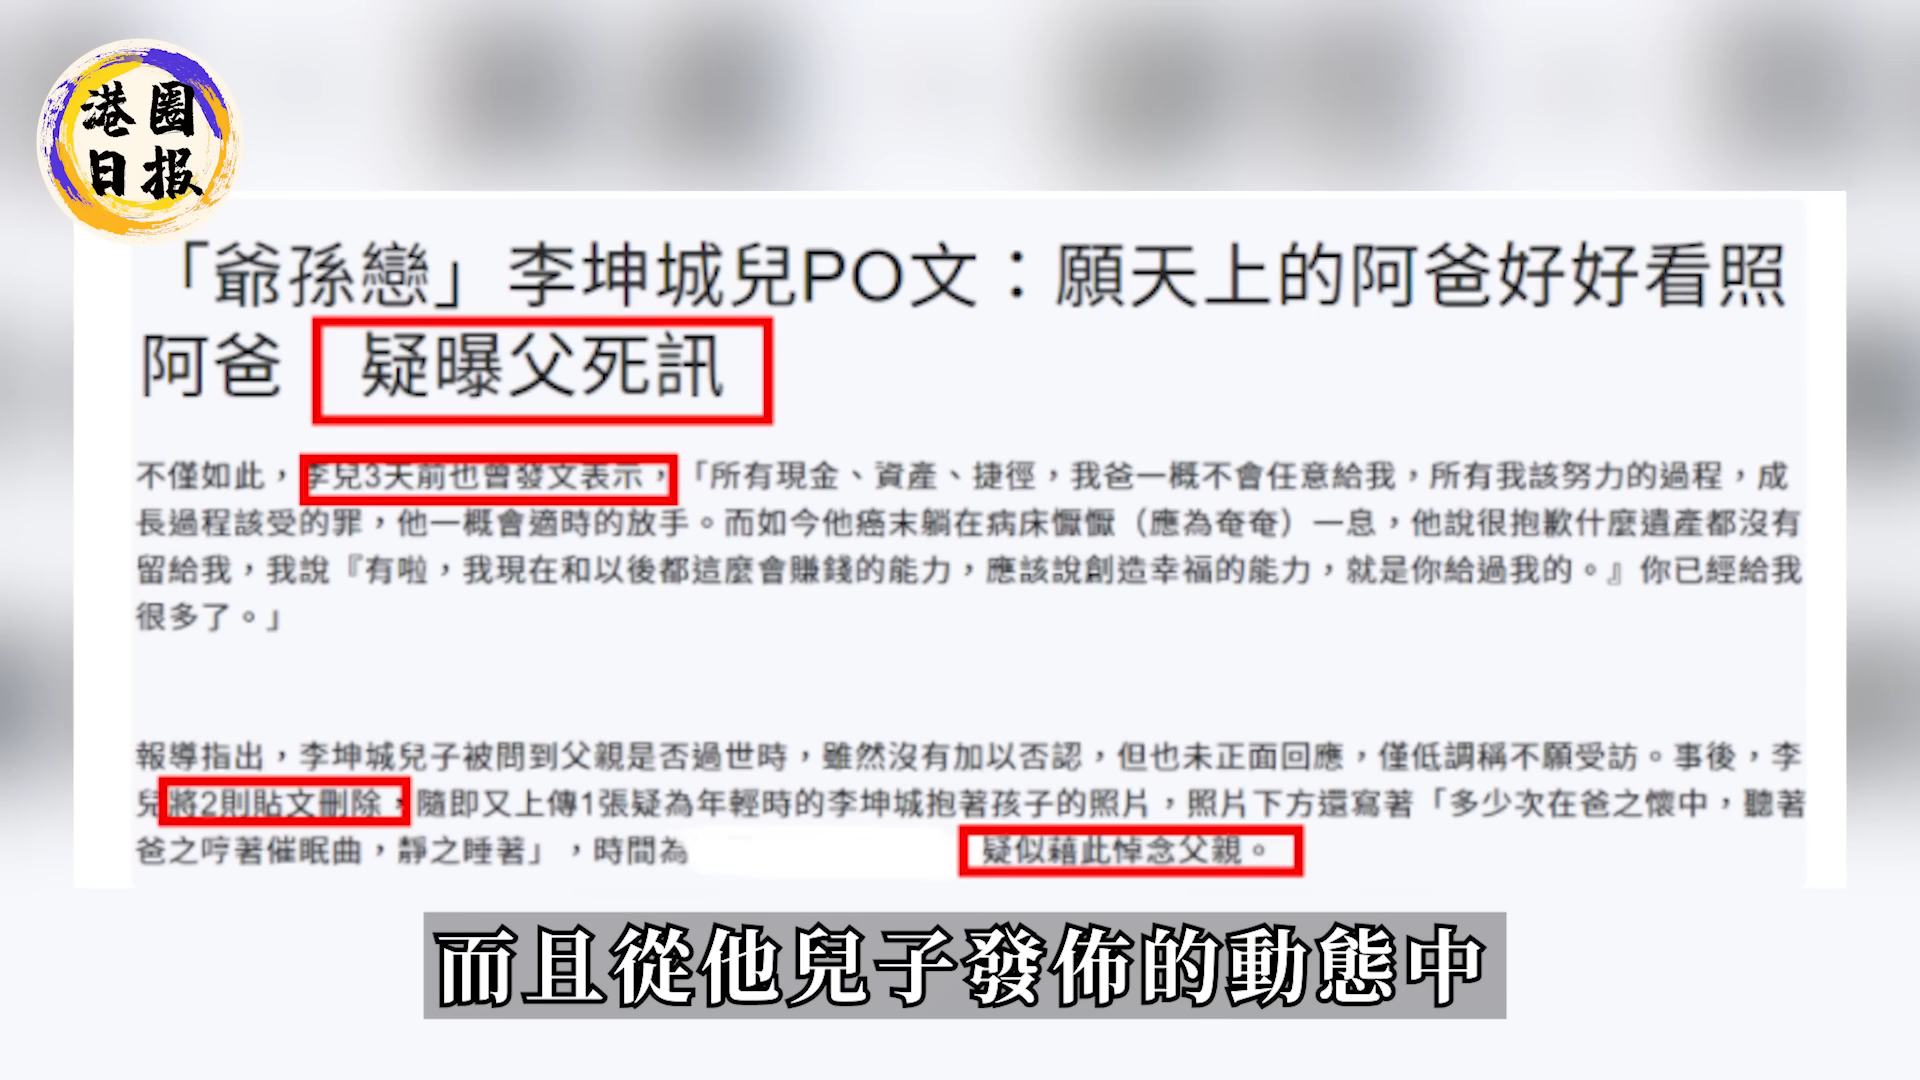 港圈
日报
「爺孫戀」李坤城兒PO文：願天上的阿爸好好看照
阿爸 疑曝父死訊
不僅如此，李兒3天前也曾發文表示，「所有現金、資產、捷徑，我爸一概不會任意給我，所有我該努力的過程，成
長過程該受的罪，他一概會適時的放手。而如今他癌末躺在病床懨懨（應為奄奄）一息，他說很抱歉什麼遺產都沒有
留給我，我說『有啦，我現在和以後都這麼會賺錢的能力，應該說創造幸福的能力，就是你給過我的。』你已經給我
很多了。」
報導指出，李坤城兒子被問到父親是否過世時，雖然沒有加以否認，但也未正面回應，僅低調稱不願受訪。事後，李
兒將2則貼文刪除，隨即又上傳1張疑為年輕時的李坤城抱著孩子的照片，照片下方還寫著「多少次在爸之懷中，聽著
爸之哼著催眠曲，靜之睡著」，時間為 疑似藉此悼念父親。
而且從他兒子發佈的動態中